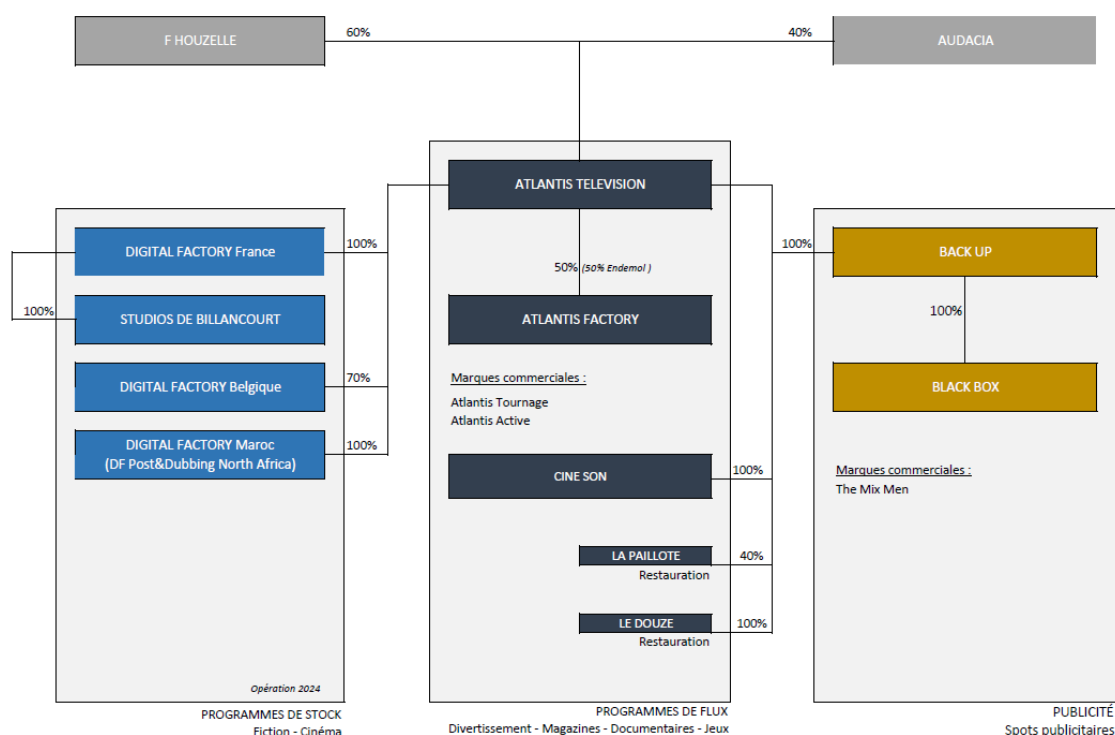 F HOUZELLE
60%
40%
AUDACIA
ATLANTIS TELEVISION
DIGITAL FACTORY France
100%
100%
STUDIOS DE BILLANCOURT
DIGITAL FACTORY Belgique
70%
DIGITAL FACTORY Maroc
(DF Post&Dubbing North Africa)
100%
Opération 2024
PROGRAMMES DE STOCK
Fiction - Cinéma
50% (50% Endemol )
ATLANTIS FACTORY
Marques commerciales :
Atlantis Tournage
Atlantis Active
CINE SON
100%
LA PAILLOTE
40%
Restauration
LE DOUZE
100%
Restauration
PROGRAMMES DE FLUX
Divertissement - Magazines - Documentaires - Jeux
100%
BACK UP
100%
BLACK BOX
Marques commerciales :
The Mix Men
PUBLICITÉ
Spots publicitaires